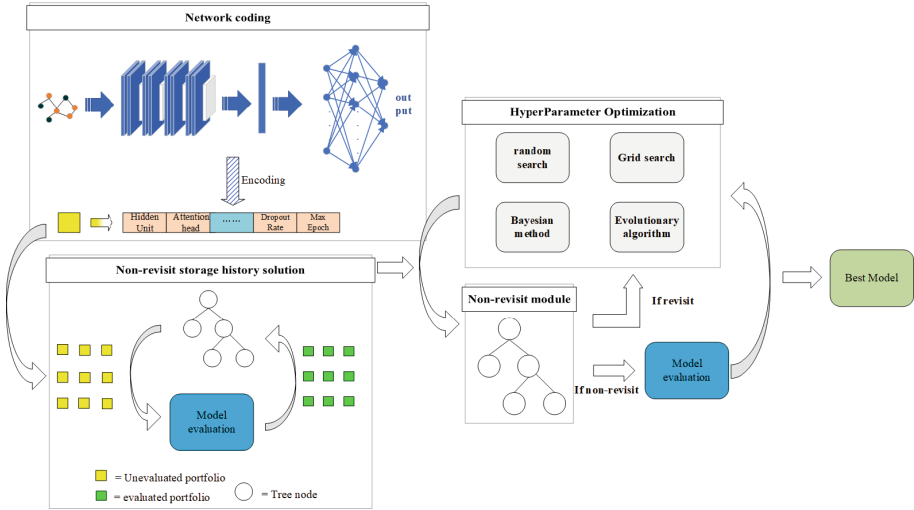 Network coding
out
put
Encoding
Hidden
Unit
Attention
head
......
Dropout
Rate
Max
Epoch
Non-revisit storage history solution
Model
evaluation
= Unevaluated portfolio
= evaluated portfolio
= Tree node
HyperParameter Optimization
random
search
Grid search
Bayesian
method
Evolutionary
algorithm
Non-revisit module
If revisit
If non-revisit
Model
evaluation
Best Model